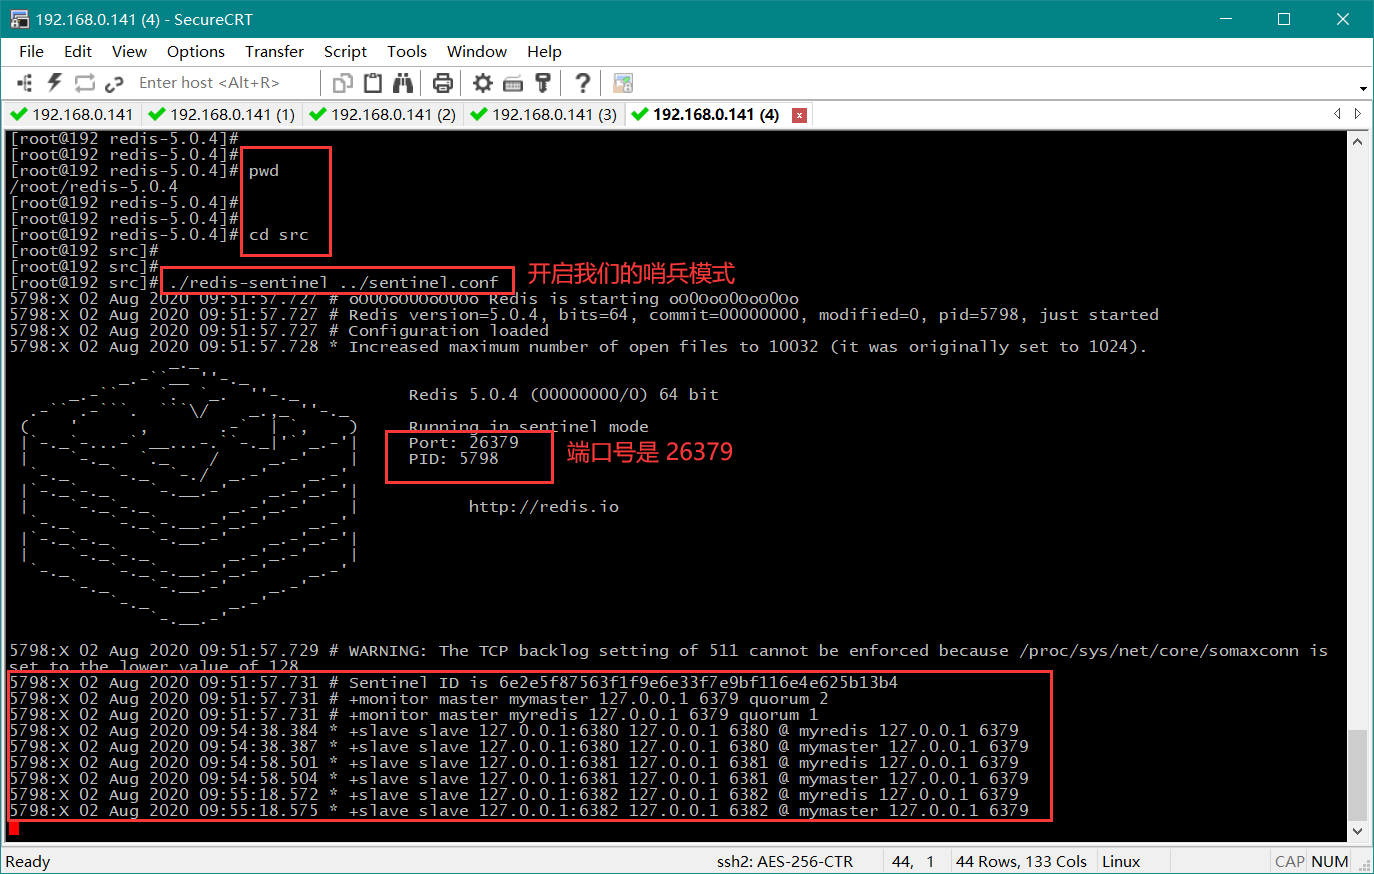 192.168.0.141 (4) - SecureCRT
File Edit View Options Transfer Script Tools Window Help
Enter host <Alt+R>
192.168.0.141 192.168.0.141 (1) 192.168.0.141 (2) 192.168.0.141 (3) 192.168.0.141 (4)
[root@192 redis-5.0.4]#
[root@192 redis-5.0.4]#
[root@192 redis-5.0.4]# pwd
/root/redis-5.0.4
[root@192 redis-5.0.4]#
[root@192 redis-5.0.4]#
[root@192 redis-5.0.4]# cd src
[root@192 src]#
[root@192 src]#
[root@192 src]# ./redis-sentinel ../sentinel.conf 开启我们的哨兵模式
5798:X 02 Aug 2020 09:51:57.727 # oO0OoO0OoO0Oo Redis is starting oO0OoO0OoO0Oo
5798:X 02 Aug 2020 09:51:57.727 # Redis version=5.0.4, bits=64, commit=00000000, modified=0, pid=5798, just started
5798:X 02 Aug 2020 09:51:57.727 # Configuration loaded
5798:X 02 Aug 2020 09:51:57.728 * Increased maximum number of open files to 10032 (it was originally set to 1024).
Redis 5.0.4 (00000000/0) 64 bit
Running in sentinel mode
Port: 26379
端口号是 26379
PID: 5798
http://redis.io
5798:X 02 Aug 2020 09:51:57.729 # WARNING: The TCP backlog setting of 511 cannot be enforced because /proc/sys/net/core/somaxconn is
set to the lower value of 128.
5798:X 02 Aug 2020 09:51:57.731 # Sentinel ID is 6e2e5f87563f1f9e6e33f7e9bf116e4e625b13b4
5798:X 02 Aug 2020 09:51:57.731 # +monitor master mymaster 127.0.0.1 6379 quorum 2
5798:X 02 Aug 2020 09:51:57.731 # +monitor master myredis 127.0.0.1 6379 quorum 1
5798:X 02 Aug 2020 09:54:38.384 * +slave slave 127.0.0.1:6380 127.0.0.1 6380 @ myredis 127.0.0.1 6379
5798:X 02 Aug 2020 09:54:38.387 * +slave slave 127.0.0.1:6380 127.0.0.1 6380 @ mymaster 127.0.0.1 6379
5798:X 02 Aug 2020 09:54:58.501 * +slave slave 127.0.0.1:6381 127.0.0.1 6381 @ myredis 127.0.0.1 6379
5798:X 02 Aug 2020 09:54:58.504 * +slave slave 127.0.0.1:6381 127.0.0.1 6381 @ mymaster 127.0.0.1 6379
5798:X 02 Aug 2020 09:55:18.572 * +slave slave 127.0.0.1:6382 127.0.0.1 6382 @ myredis 127.0.0.1 6379
5798:X 02 Aug 2020 09:55:18.575 * +slave slave 127.0.0.1:6382 127.0.0.1 6382 @ mymaster 127.0.0.1 6379
Ready ssh2: AES-256-CTR 44, 1 44 Rows, 133 Cols Linux CAP NUM